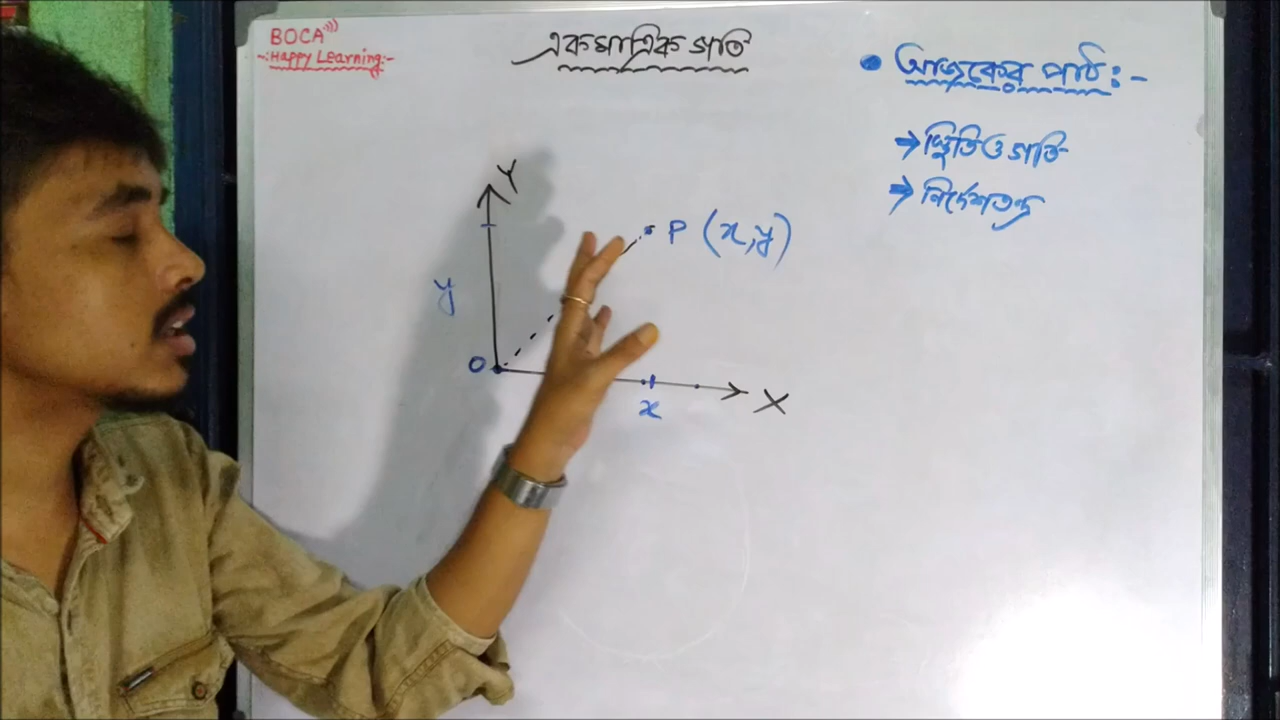 BOCA
Happy Learning
একমাত্রিক গতি
আজকের পাঠ :-
→ স্থিতি ও গতি
→ নির্দেশতন্ত্র
Y
P (x,y)
y
O
x
X